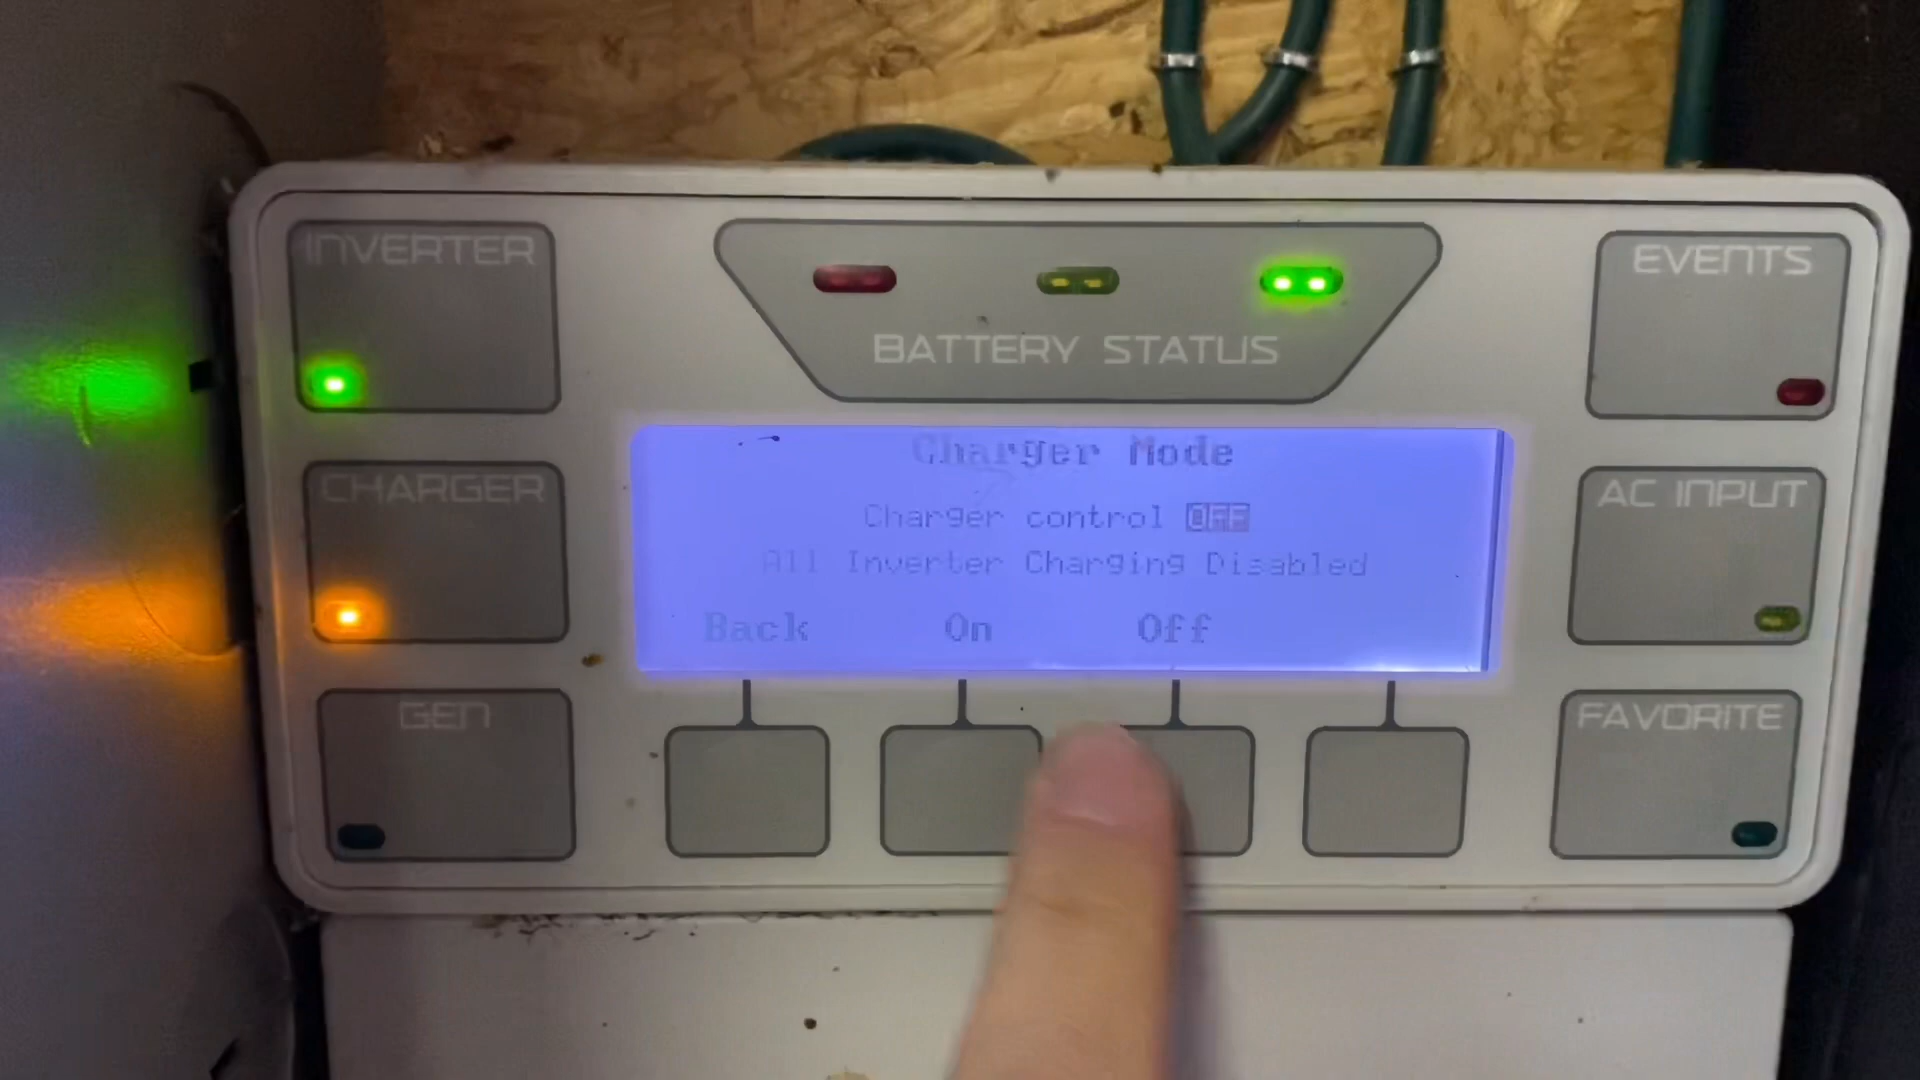 INVERTER
BATTERY STATUS
EVENTS
CHARGER
Charger Mode
Charger control OFF
All Inverter Charging Disabled
Back On Off
AC INPUT
GEN
FAVORITE